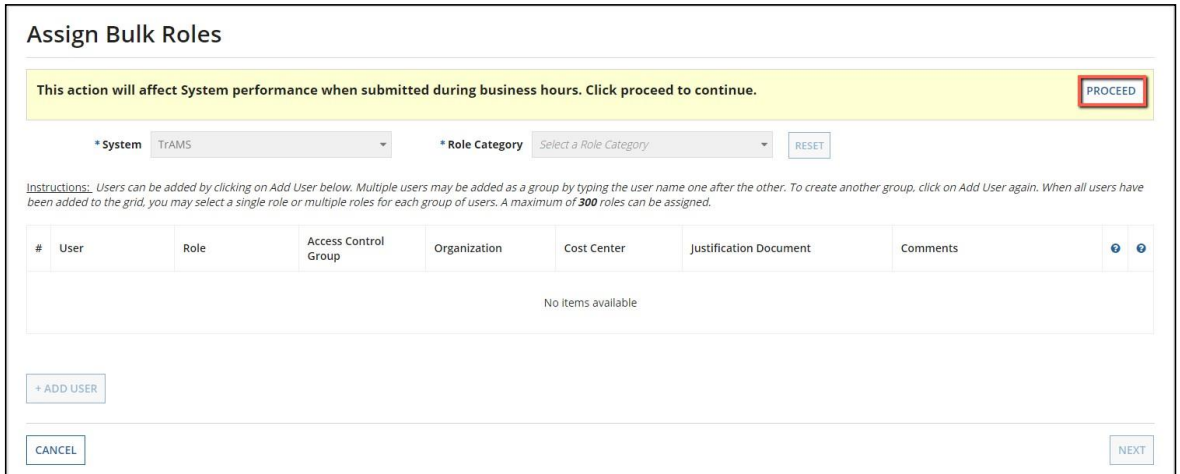 Assign Bulk Roles
This action will affect System performance when submitted during business hours. Click proceed to continue.
PROCEED
* System TrAMS * Role Category Select a Role Category RESET
Instructions: Users can be added by clicking on Add User below. Multiple users may be added as a group by typing the user name one after the other. To create another group, click on Add User again. When all users have
been added to the grid, you may select a single role or multiple roles for each group of users. A maximum of 300 roles can be assigned.
# User Role Access Control Group Organization Cost Center Justification Document Comments ? ?
No items available
+ ADD USER
CANCEL NEXT